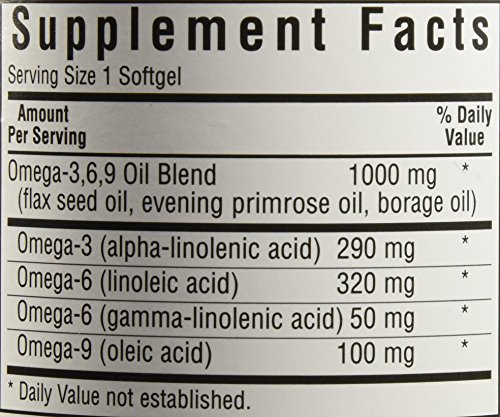 Supplement Facts
Serving Size 1 Softgel
Amount % Daily
Per Serving Value
Omega-3,6,9 Oil Blend 1000 mg *
(flax seed oil, evening primrose oil, borage oil)
Omega-3 (alpha-linolenic acid) 290 mg *
Omega-6 (linoleic acid) 320 mg *
Omega-6 (gamma-linolenic acid) 50 mg *
Omega-9 (oleic acid) 100 mg *
* Daily Value not established.